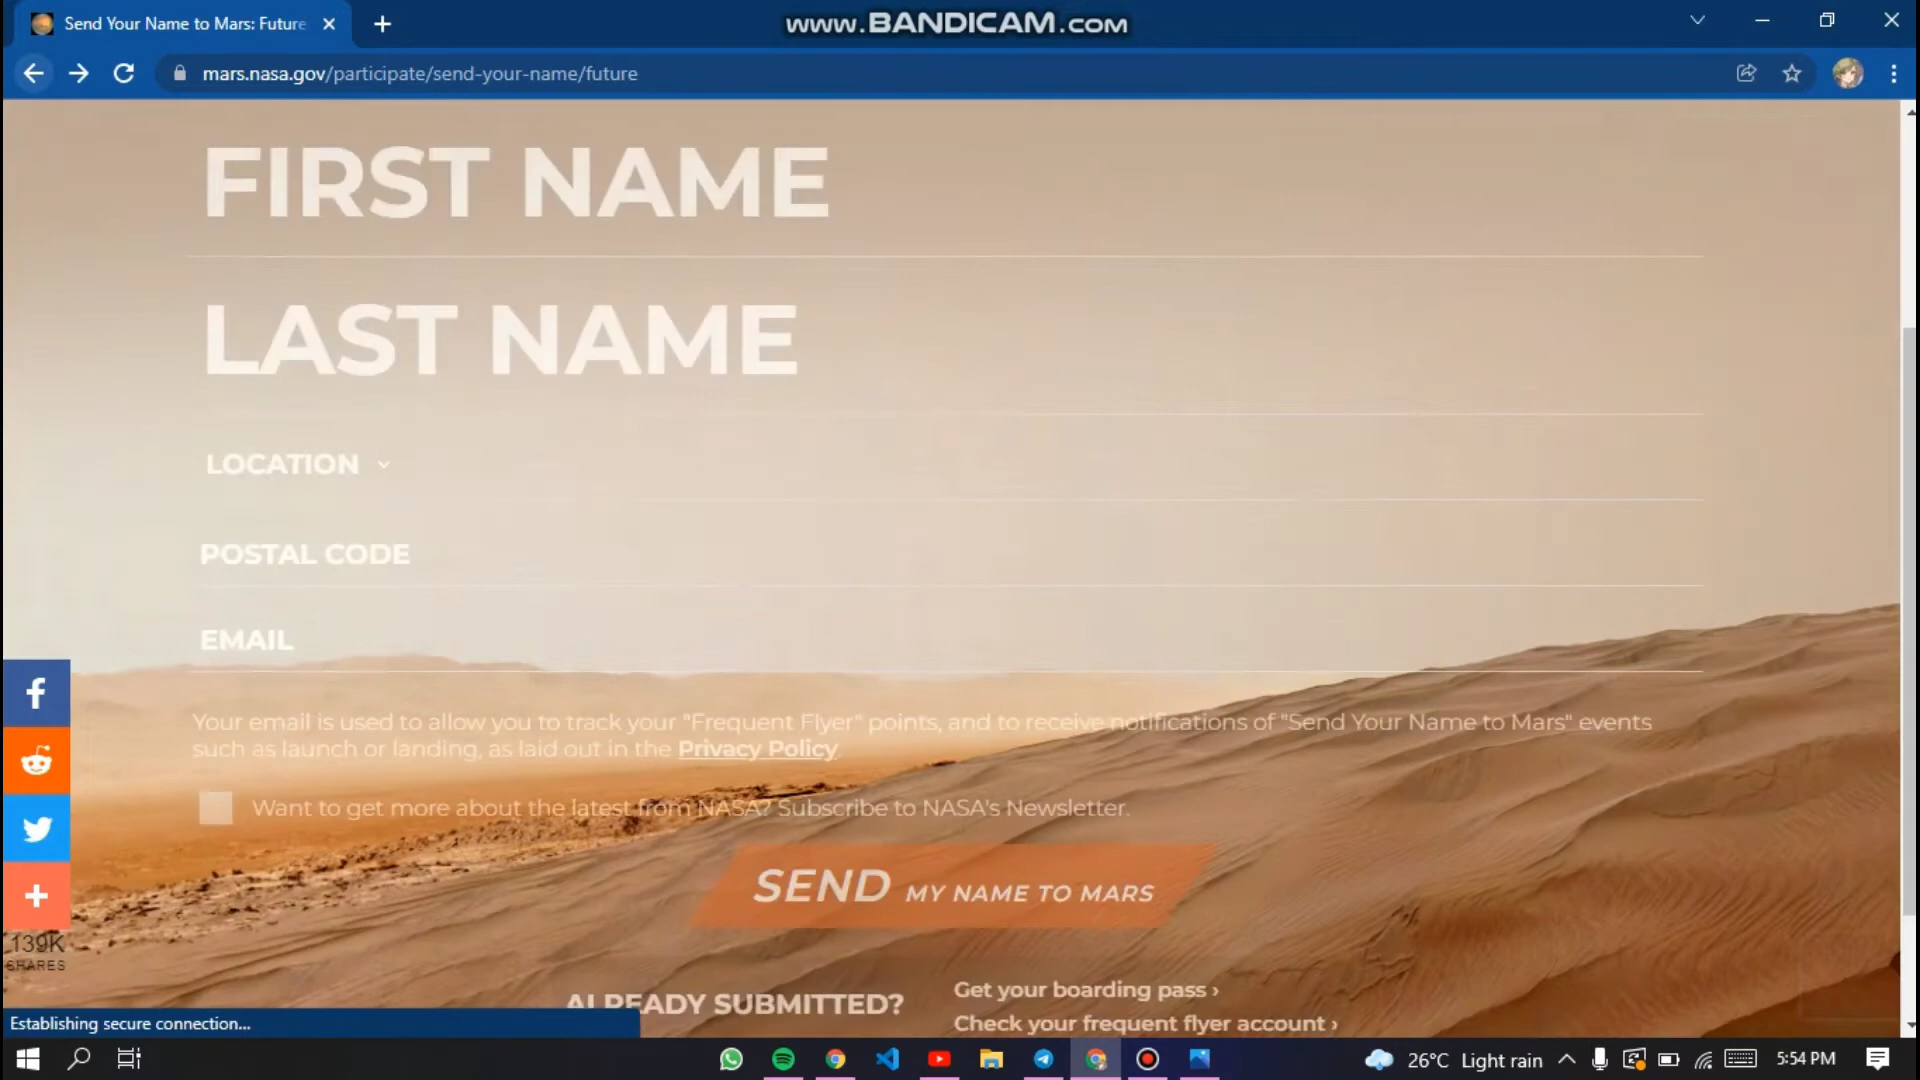 Send Your Name to Mars: Future
www.BANDICAM.com
mars.nasa.gov/participate/send-your-name/future
FIRST NAME
LAST NAME
LOCATION
POSTAL CODE
EMAIL
Your email is used to allow you to track your "Frequent Flyer" points, and to receive notifications of "Send Your Name to Mars" events
such as launch or landing, as laid out in the Privacy Policy.
Want to get more about the latest from NASA? Subscribe to NASA's Newsletter.
SEND MY NAME TO MARS
139K
SHARES
ALREADY SUBMITTED?
Get your boarding pass ›
Check your frequent flyer account ›
Establishing secure connection...
26°C Light rain
5:54 PM